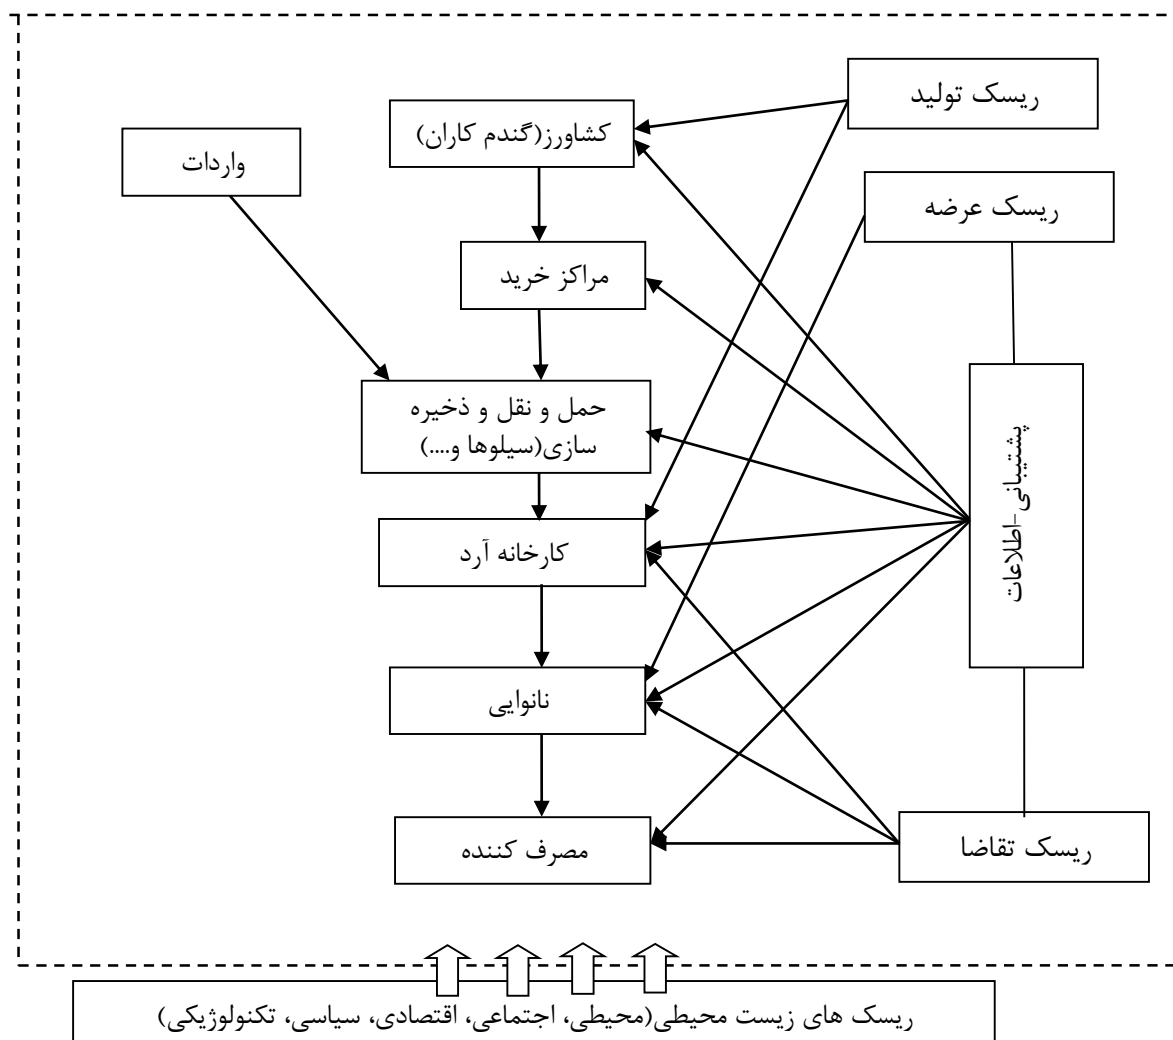 ریسک تولید
کشاورز(گندم کاران)
واردات
ریسک عرضه
مراکز خرید
حمل و نقل و ذخیره
سازی(سیلوها و....)
پشتیبانی-اطلاعات
کارخانه آرد
نانوایی
ریسک تقاضا
مصرف کننده
ریسک های زیست محیطی(محیطی، اجتماعی، اقتصادی، سیاسی، تکنولوژیکی)